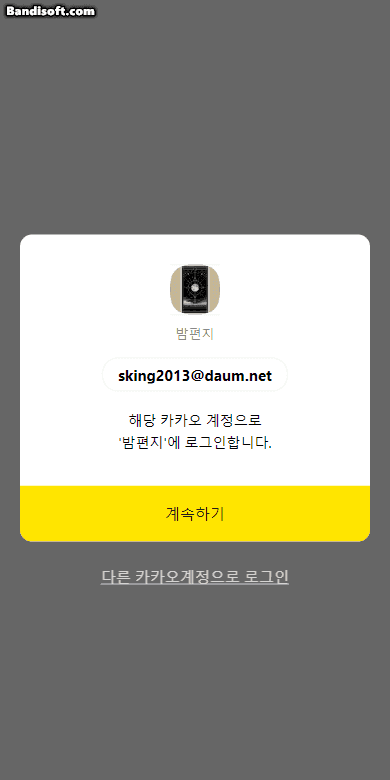 Bandisoft.com
밤편지
sking2013@daum.net
해당 카카오 계정으로
'밤편지'에 로그인합니다.
계속하기
다른 카카오계정으로 로그인